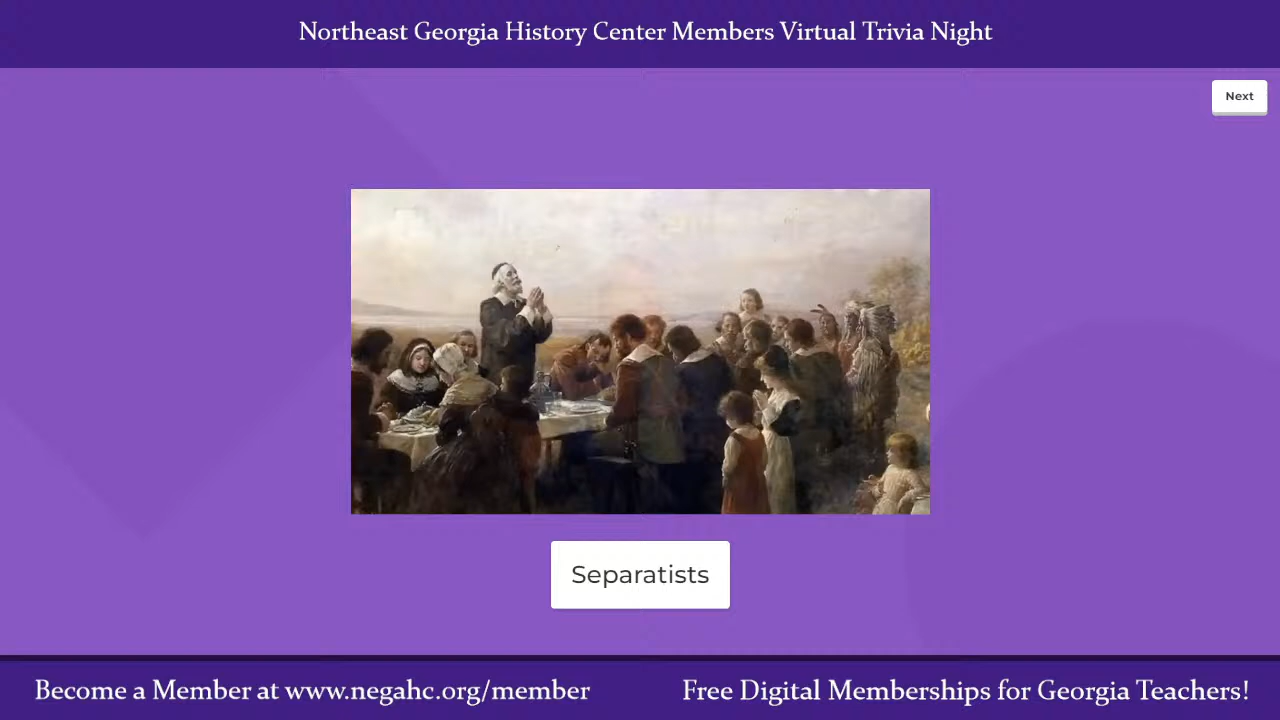 Northeast Georgia History Center Members Virtual Trivia Night
Next
Separatists
Become a Member at www.negahc.org/member
Free Digital Memberships for Georgia Teachers!